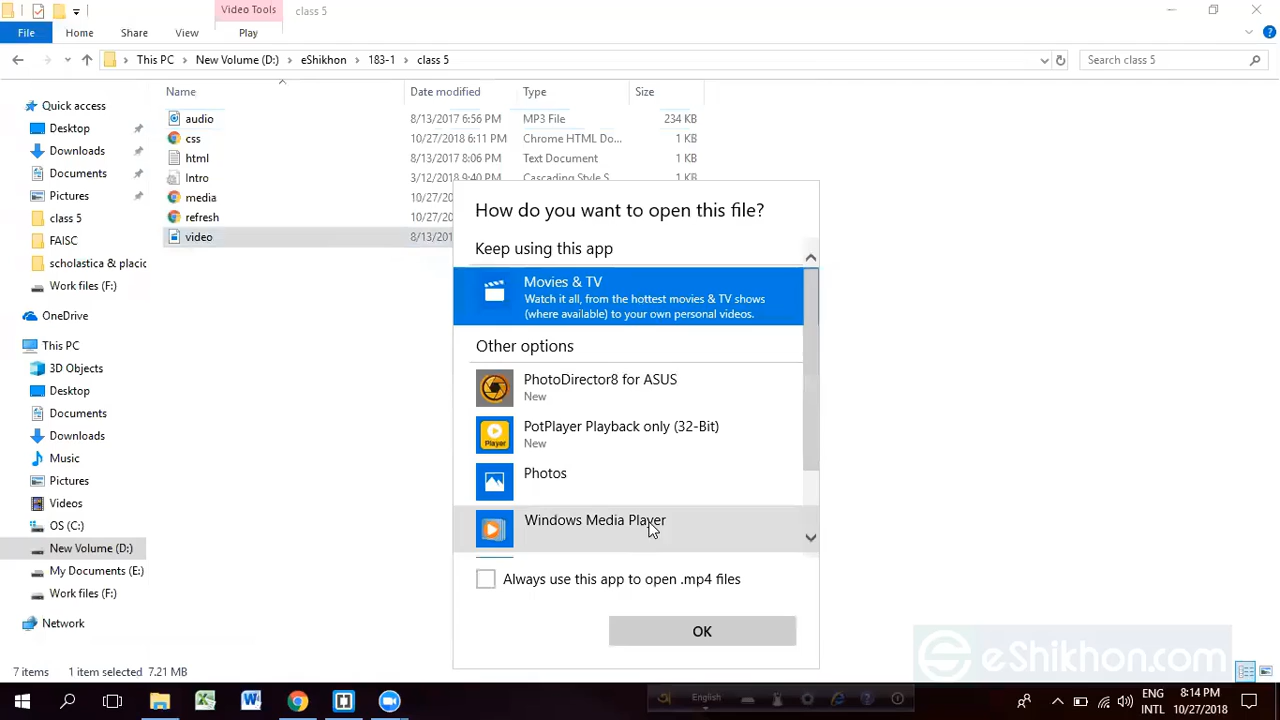 Video Tools
class 5
File
Home
Share
View
Play
This PC
New Volume (D:)
eShikhon
183-1
class 5
Search class 5
Name
Date modified
Type
Size
audio
8/13/2017 6:56 PM
MP3 File
234 KB
css
10/27/2018 6:11 PM
Chrome HTML Do...
1 KB
html
8/13/2017 8:06 PM
Text Document
1 KB
Intro
3/12/2018 9:40 PM
Cascading Style S...
1 KB
media
10/27
refresh
10/27
video
8/13/2
Quick access
Desktop
Downloads
Documents
Pictures
class 5
FAISC
scholastica & placic
Work files (F:)
OneDrive
This PC
3D Objects
Desktop
Documents
Downloads
Music
Pictures
Videos
OS (C:)
New Volume (D:)
My Documents (E:)
Work files (F:)
Network
How do you want to open this file?
Keep using this app
Movies & TV
Watch it all, from the hottest movies & TV shows
(where available) to your own personal videos.
Other options
PhotoDirector8 for ASUS
New
PotPlayer Playback only (32-Bit)
New
Player
Photos
Windows Media Player
Always use this app to open .mp4 files
OK
eShikhon.com
7 items
1 item selected 7.21 MB
English
ENG
INTL
8:14 PM
10/27/2018